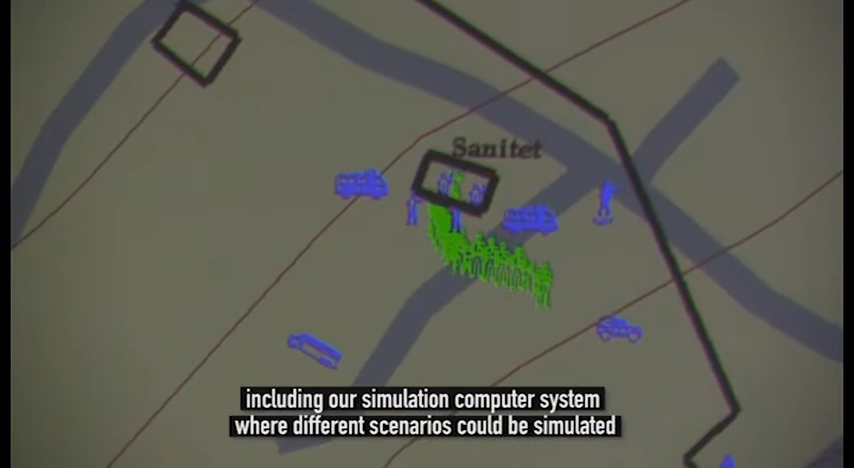 Sanitet
including our simulation computer system
where different scenarios could be simulated